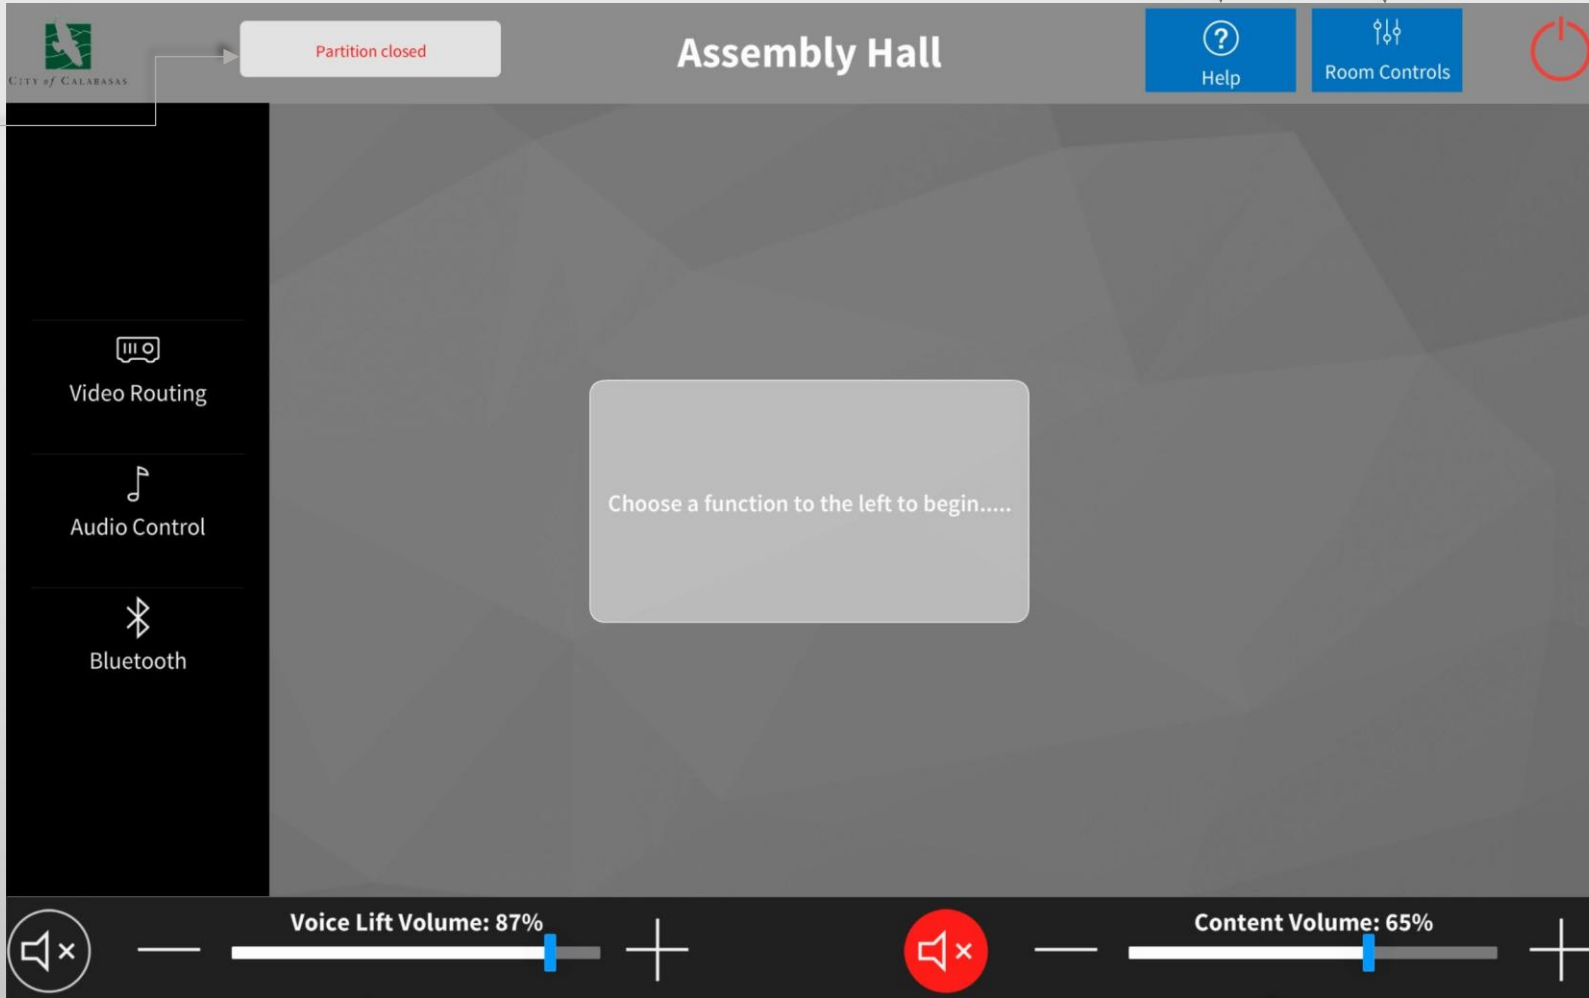 CITY of CALABASAS
Partition closed
Assembly Hall
Help
Room Controls
Video Routing
Audio Control
Bluetooth
Choose a function to the left to begin.....
Voice Lift Volume: 87%
Content Volume: 65%